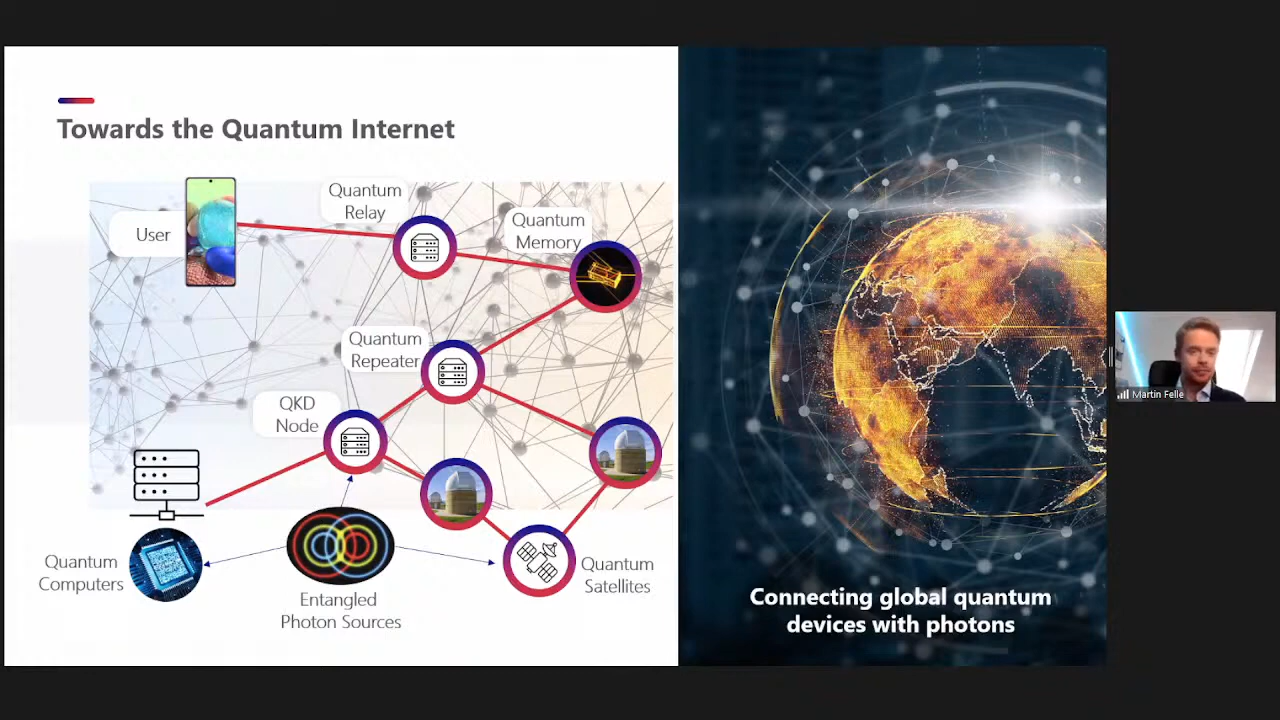 Towards the Quantum Internet
Quantum
Relay
User
Quantum
Memory
Quantum
Repeater
QKD
Node
Quantum
Computers
Entangled
Photon Sources
Quantum
Satellites
Connecting global quantum
devices with photons
Martin Felle